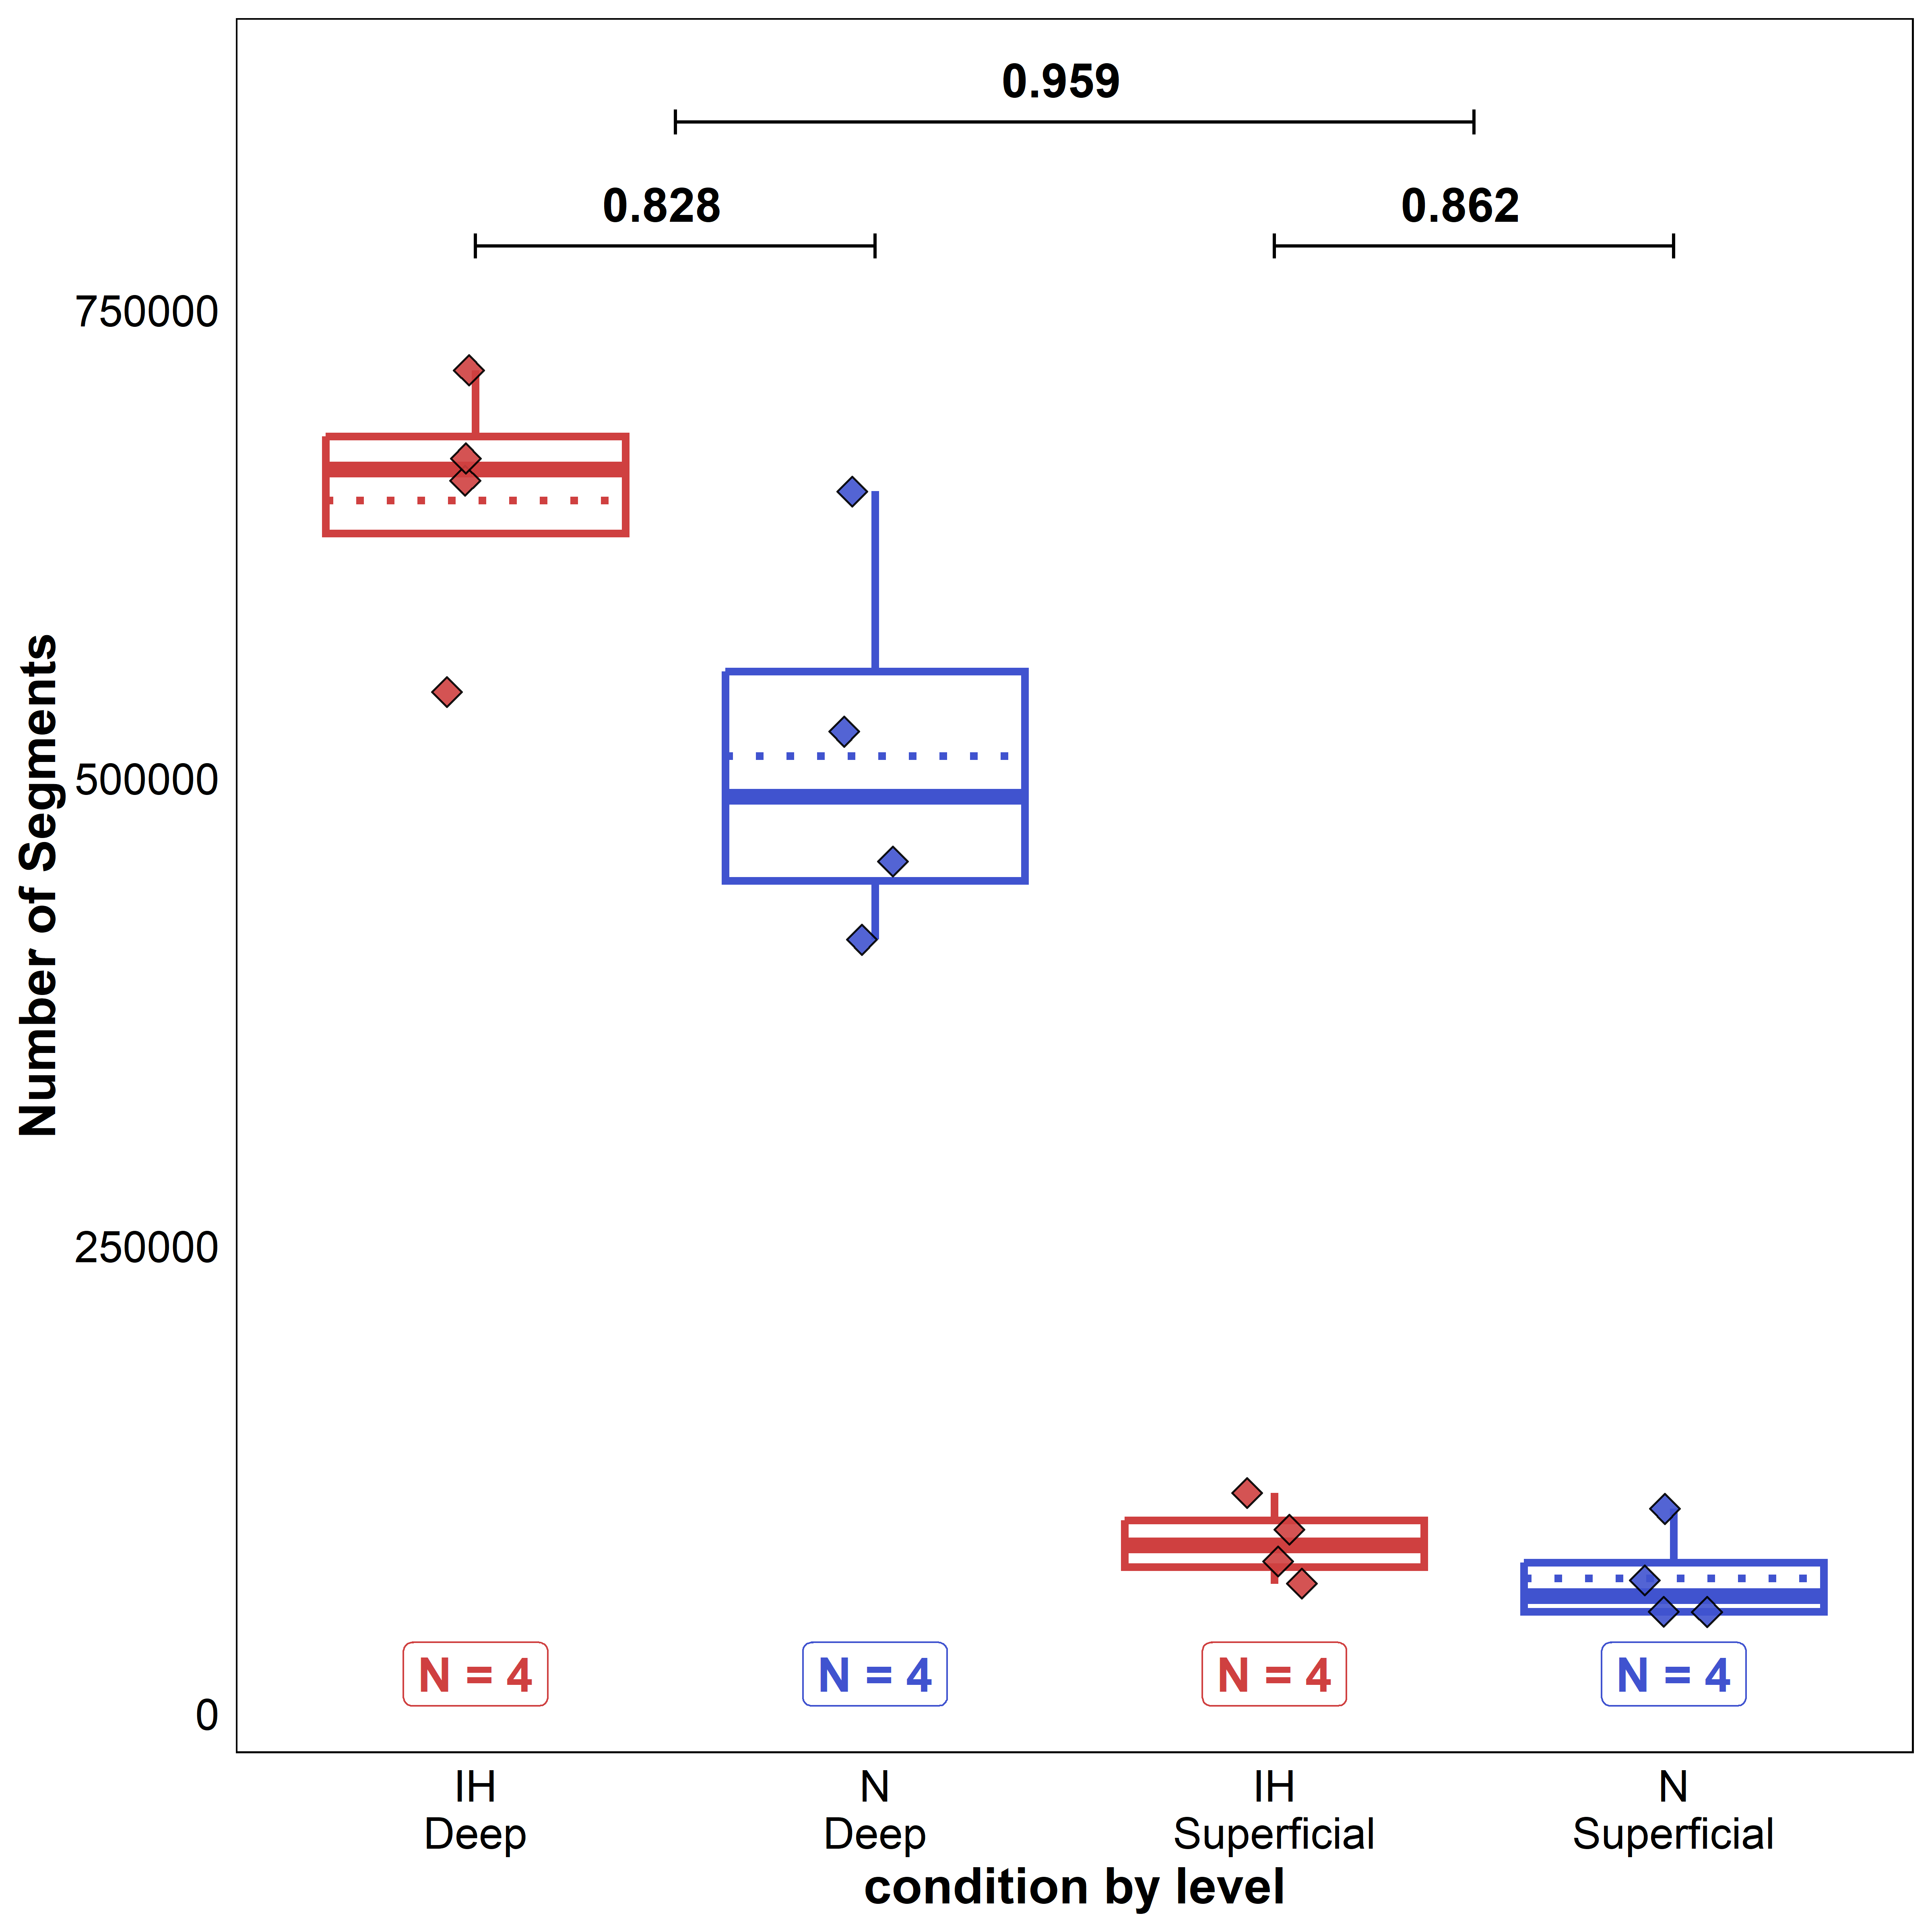 0.959
0.828
0.862
750000
500000
250000
0
Number of Segments
N = 4
N = 4
N = 4
N = 4
IH
Deep
N
Deep
IH
Superficial
N
Superficial
condition by level